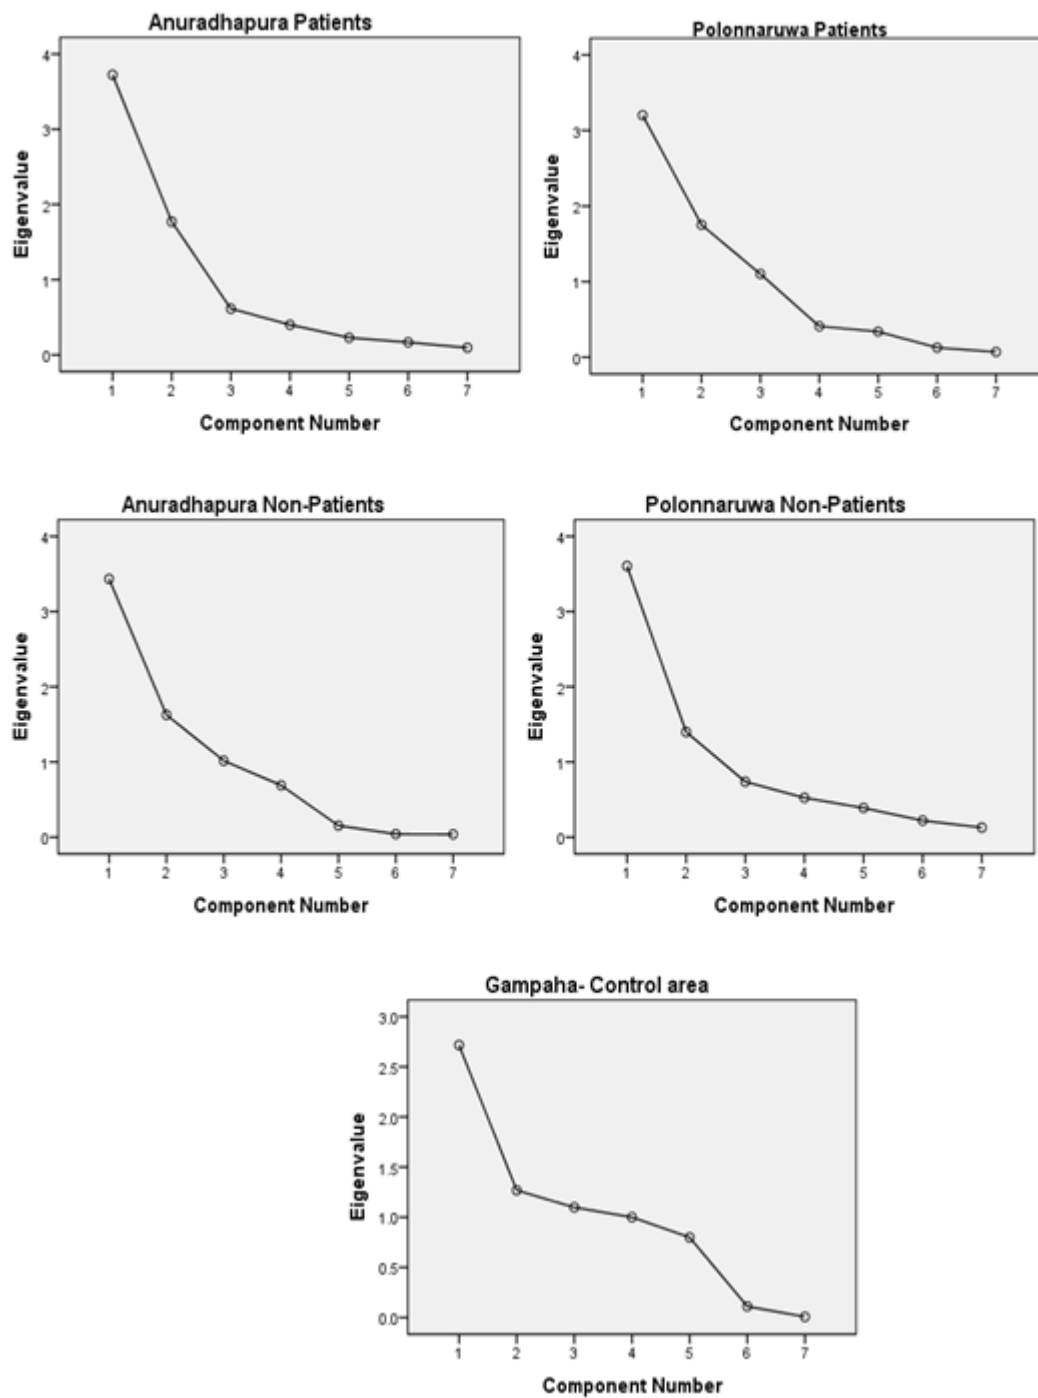 Anuradhapura Patients
4
3
2
1
0
Eigenvalue
1 2 3 4 5 6 7
Component Number
Polonnaruwa Patients
4
3
2
1
0
Eigenvalue
1 2 3 4 5 6 7
Component Number
Anuradhapura Non-Patients
4
3
2
1
0
Eigenvalue
1 2 3 4 5 6 7
Component Number
Polonnaruwa Non-Patients
4
3
2
1
0
Eigenvalue
1 2 3 4 5 6 7
Component Number
Gampaha- Control area
3.0
2.5
2.0
1.5
1.0
0.5
0.0
Eigenvalue
1 2 3 4 5 6 7
Component Number